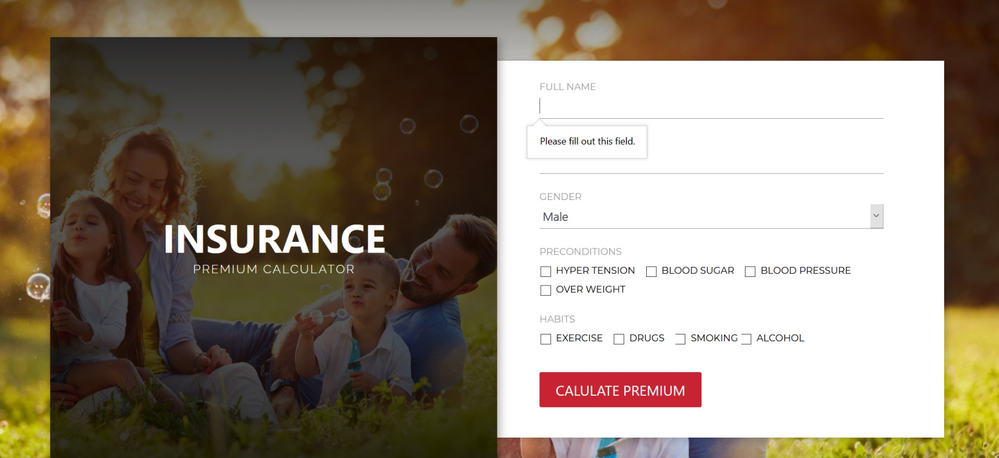 INSURANCE
PREMIUM CALCULATOR
FULL NAME
Please fill out this field.
GENDER
Male
PRECONDITIONS
HYPER TENSION BLOOD SUGAR BLOOD PRESSURE
OVER WEIGHT
HABITS
EXERCISE DRUGS SMOKING ALCOHOL
CALULATE PREMIUM